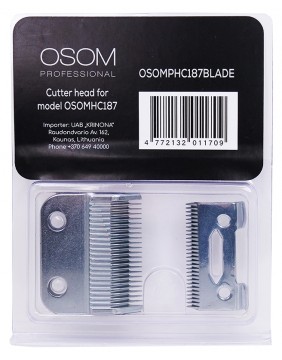 OSOM
PROFESSIONAL
Cutter head for
model OSOMHC187
Importer: UAB „KRINONA"
Raudondvario Av 162,
Kaunas, Lithuania
Phone +370 649 40000
OSOMPHC187BLADE
4 772132 011709